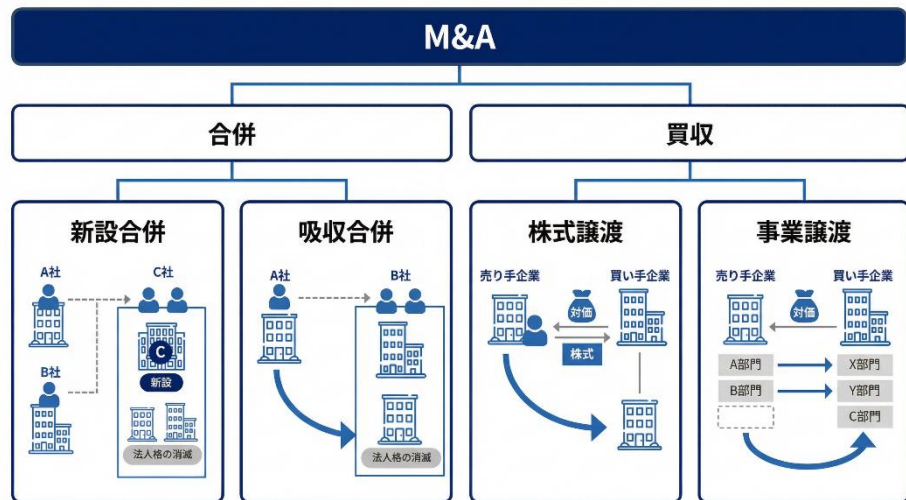 M&A
合併
買収
新設合併
A社
C社
B社
C
新設
法人格の消滅
吸収合併
A社
B社
法人格の消滅
株式譲渡
売り手企業
買い手企業
対価
株式
事業譲渡
売り手企業
買い手企業
対価
A部門
X部門
B部門
Y部門
C部門